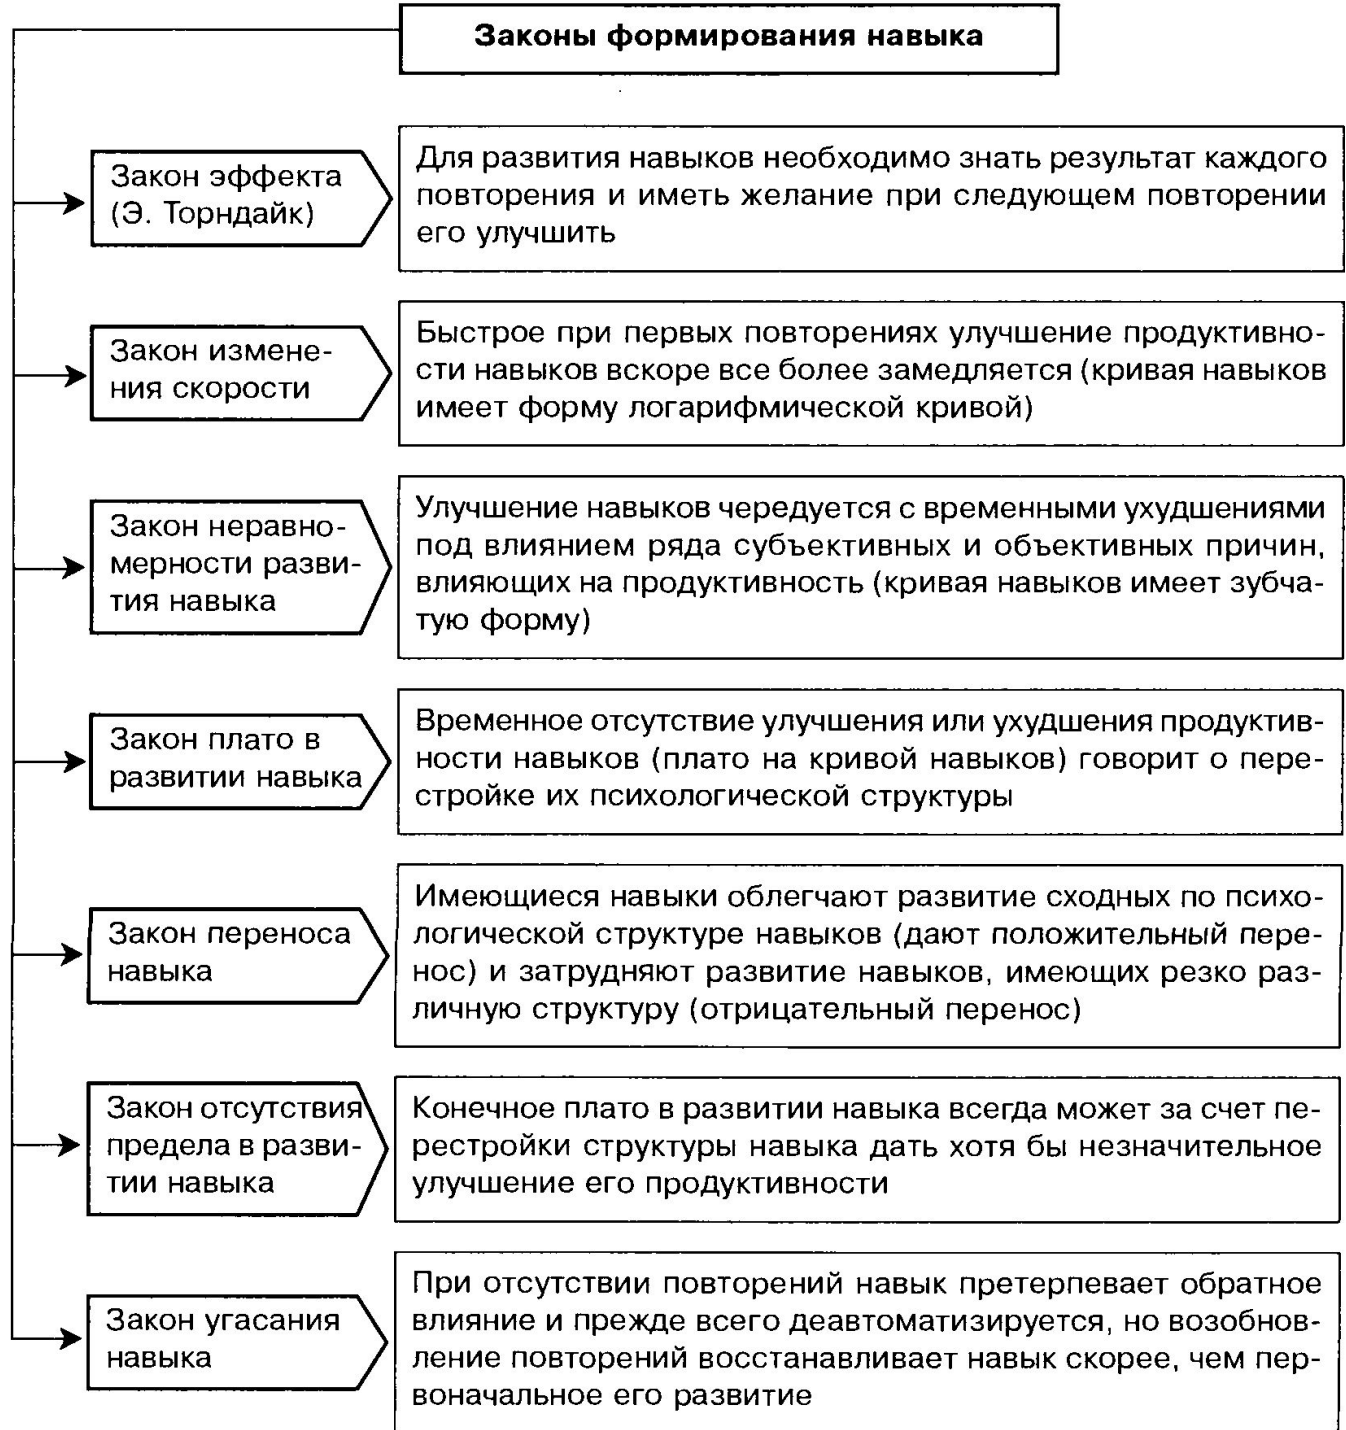 Законы формирования навыка
Закон эффекта
(Э. Торндайк)
Для развития навыков необходимо знать результат каждого
повторения и иметь желание при следующем повторении
его улучшить
Закон измене-
ния скорости
Быстрое при первых повторениях улучшение продуктивно-
сти навыков вскоре все более замедляется (кривая навыков
имеет форму логарифмической кривой)
Закон неравно-
мерности разви-
тия навыка
Улучшение навыков чередуется с временными ухудшениями
под влиянием ряда субъективных и объективных причин,
влияющих на продуктивность (кривая навыков имеет зубча-
тую форму)
Закон плато в
развитии навыка
Временное отсутствие улучшения или ухудшения продуктив-
ности навыков (плато на кривой навыков) говорит о пере-
стройке их психологической структуры
Закон переноса
навыка
Имеющиеся навыки облегчают развитие сходных по психо-
логической структуре навыков (дают положительный пере-
нос) и затрудняют развитие навыков, имеющих резко раз-
личную структуру (отрицательный перенос)
Закон отсутствия
предела в разви-
тии навыка
Конечное плато в развитии навыка всегда может за счет пе-
рестройки структуры навыка дать хотя бы незначительное
улучшение его продуктивности
Закон угасания
навыка
При отсутствии повторений навык претерпевает обратное
влияние и прежде всего деавтоматизируется, но возобнов-
ление повторений восстанавливает навык скорее, чем пер-
воначальное его развитие